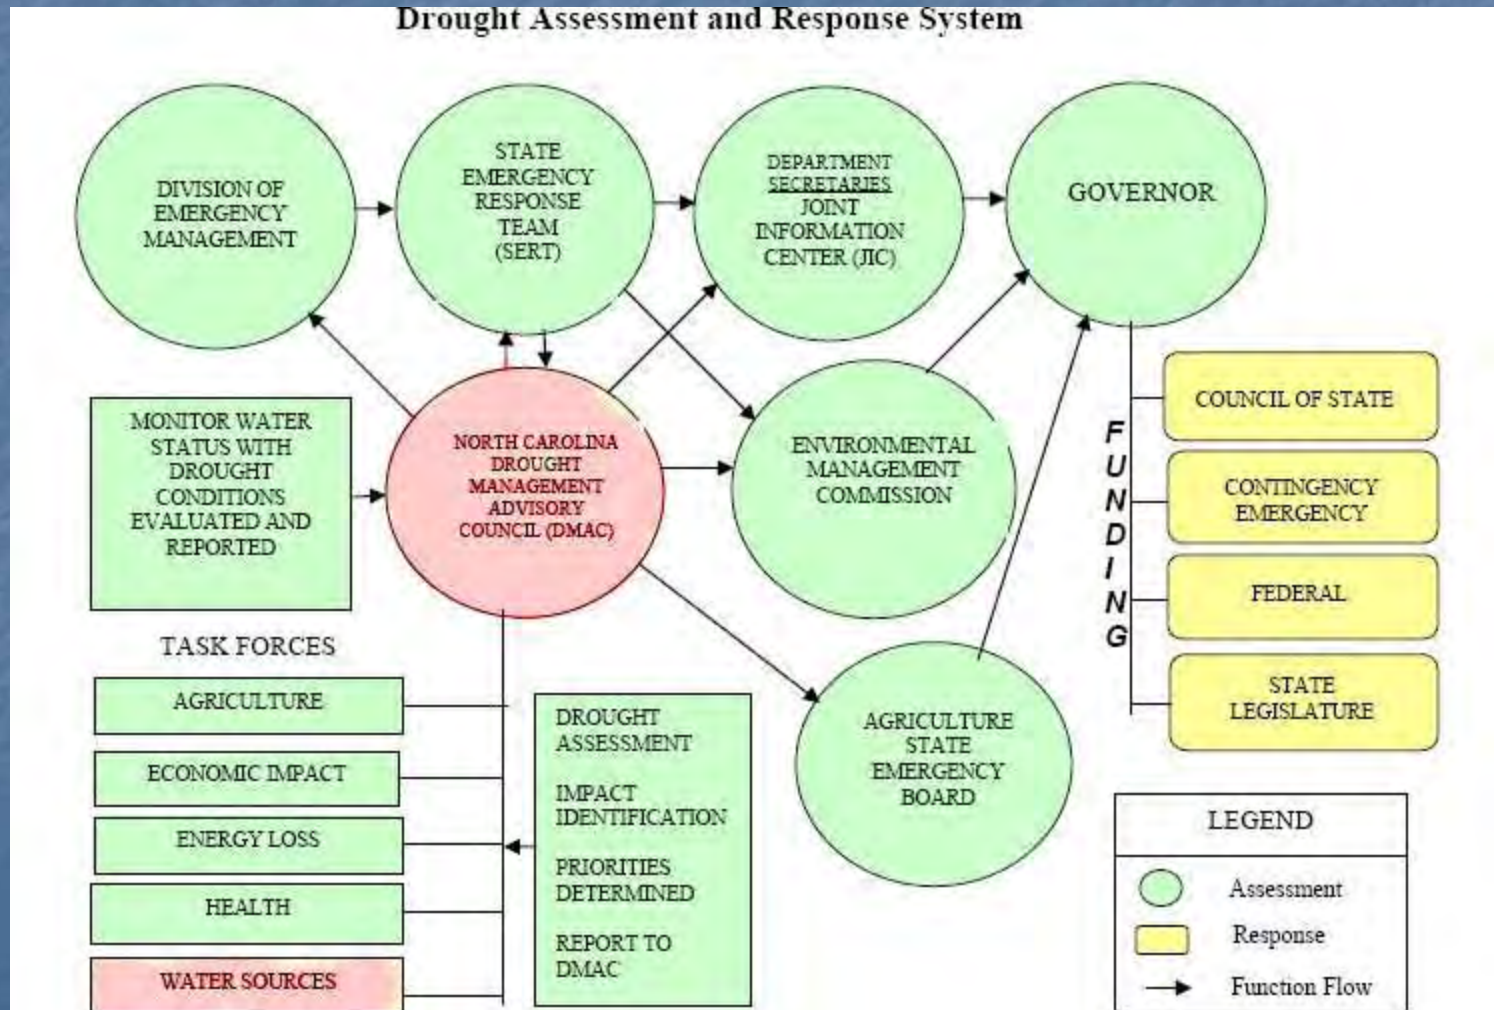 Drought Assessment and Response System
DIVISION OF
EMERGENCY
MANAGEMENT
STATE
EMERGENCY
RESPONSE
TEAM
(SERT)
DEPARTMENT
SECRETARIES
JOINT
INFORMATION
CENTER (JIC)
GOVERNOR
MONITOR WATER
STATUS WITH
DROUGHT
CONDITIONS
EVALUATED AND
REPORTED
NORTH CAROLINA
DROUGHT
MANAGEMENT
ADVISORY
COUNCIL (DMAC)
ENVIRONMENTAL
MANAGEMENT
COMMISSION
FUNDING
COUNCIL OF STATE
CONTINGENCY
EMERGENCY
FEDERAL
STATE
LEGISLATURE
TASK FORCES
AGRICULTURE
ECONOMIC IMPACT
ENERGY LOSS
HEALTH
WATER SOURCES
DROUGHT
ASSESSMENT
IMPACT
IDENTIFICATION
PRIORITIES
DETERMINED
REPORT TO
DMAC
AGRICULTURE
STATE
EMERGENCY
BOARD
LEGEND
Assessment
Response
Function Flow